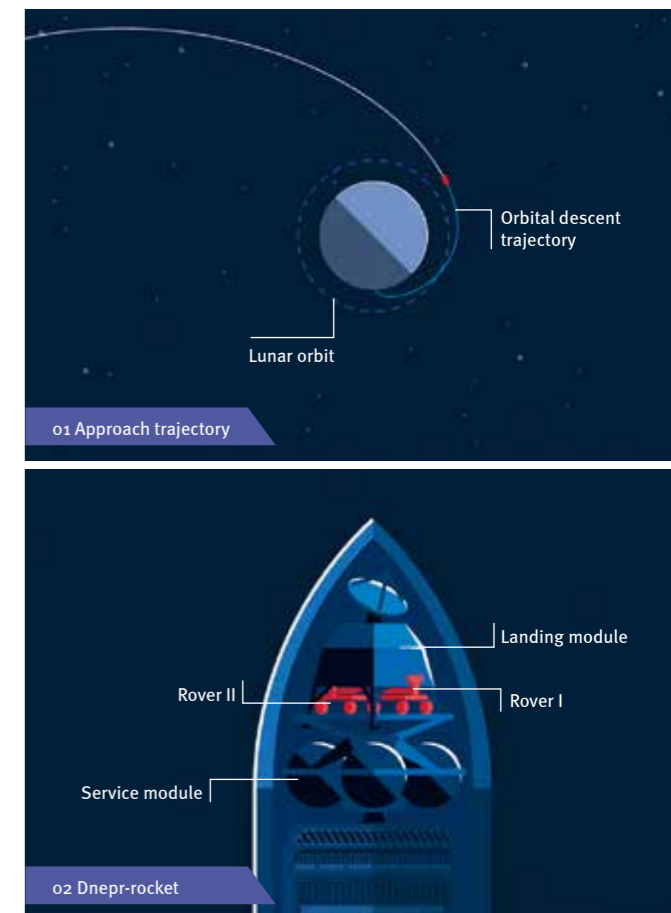 Orbital descent
trajectory
Lunar orbit
01 Approach trajectory
Landing module
Rover II
Rover I
Service module
02 Dnepr-rocket